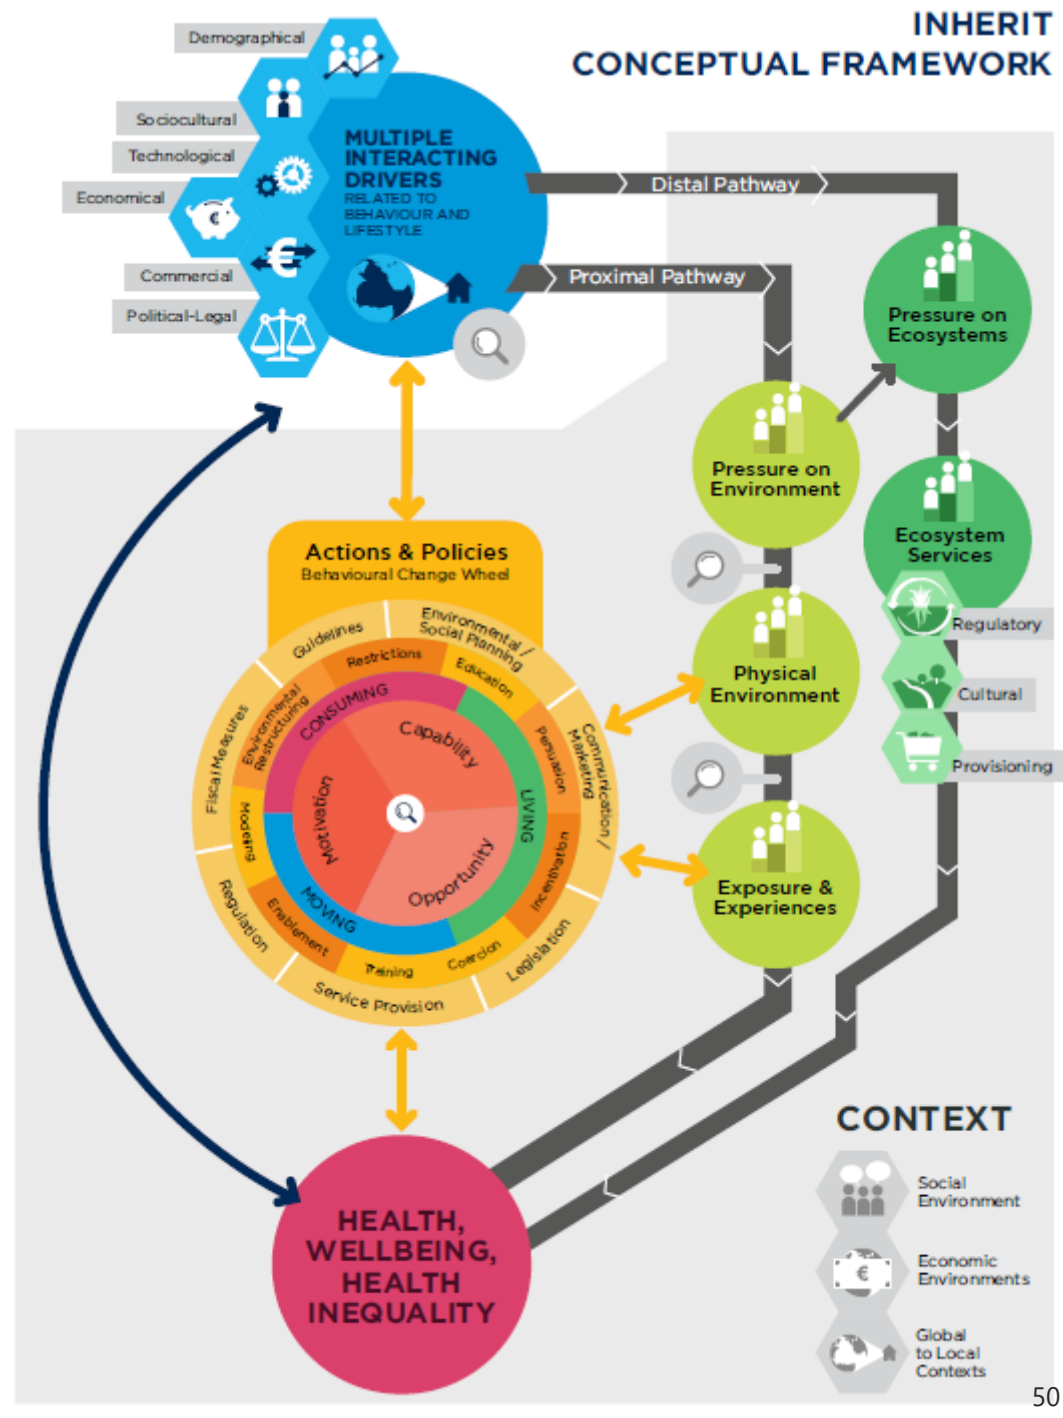 INHERIT
CONCEPTUAL FRAMEWORK
Demographical
Sociocultural
Technological
Economical
Commercial
Political-Legal
MULTIPLE
INTERACTING
DRIVERS
RELATED TO
BEHAVIOUR AND
LIFESTYLE
€
€
Distal Pathway
Proximal Pathway
Pressure on
Ecosystems
Pressure on
Environment
Ecosystem
Services
Regulatory
Cultural
Provisioning
Physical
Environment
Exposure &
Experiences
Actions & Policies
Behavioural Change Wheel
Guidelines
Environmental /
Social Planning
Communication /
Marketing
Legislation
Service Provision
Regulation
Fiscal Measures
Restrictions
Education
Persuation
Incentivation
Coercion
Training
Enablement
Modeling
Environmental
Restructuring
CONSUMING
LIVING
MOVING
Capability
Opportunity
Motivation
HEALTH,
WELLBEING,
HEALTH
INEQUALITY
CONTEXT
Social
Environment
€
Economic
Environments
Global
to Local
Contexts
50